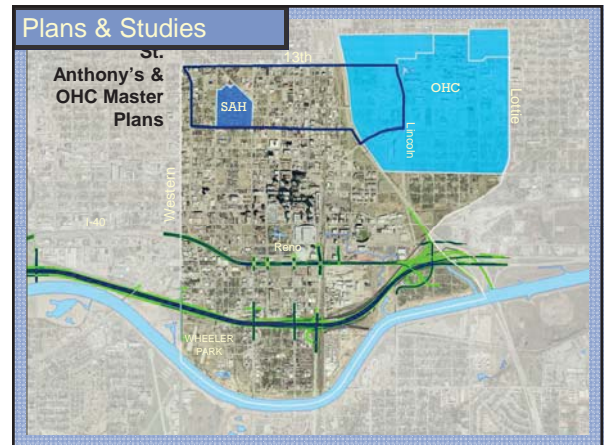 Plans & Studies
St.
Anthony's &
OHC Master
Plans
13th
SAH
OHC
Lottie
Lincoln
Western
I-40
Reno
WHEELER
PARK